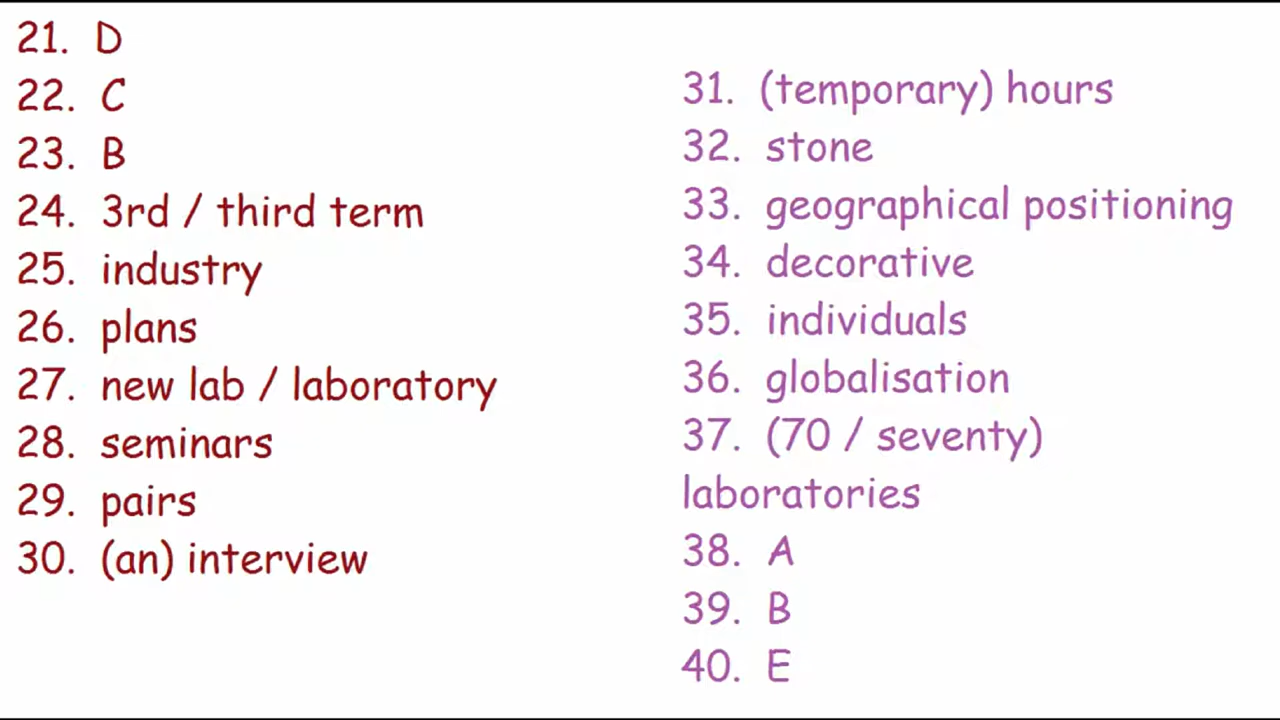 21. D
22. C
23. B
24. 3rd / third term
25. industry
26. plans
27. new lab / laboratory
28. seminars
29. pairs
30. (an) interview
31. (temporary) hours
32. stone
33. geographical positioning
34. decorative
35. individuals
36. globalisation
37. (70 / seventy)
laboratories
38. A
39. B
40. E